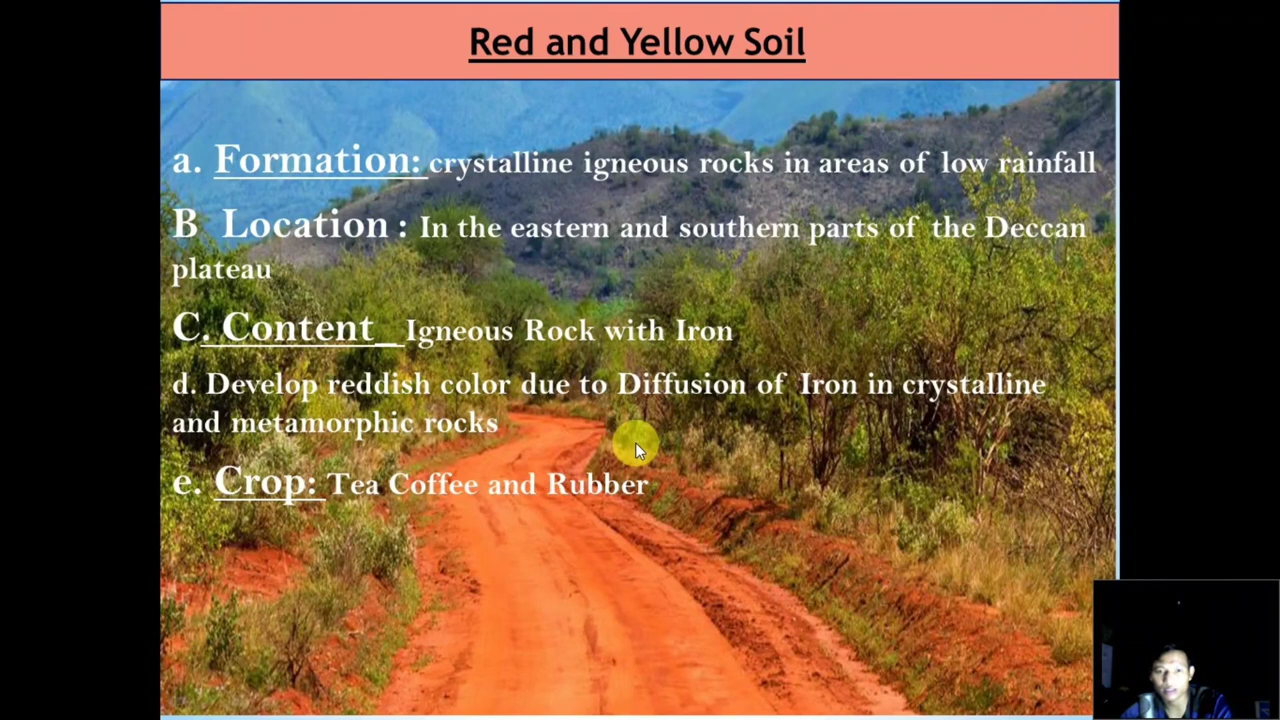 Red and Yellow Soil
a. Formation: crystalline igneous rocks in areas of low rainfall
B Location : In the eastern and southern parts of the Deccan
plateau
C. Content_ Igneous Rock with Iron
d. Develop reddish color due to Diffusion of Iron in crystalline
and metamorphic rocks
e. Crop: Tea Coffee and Rubber